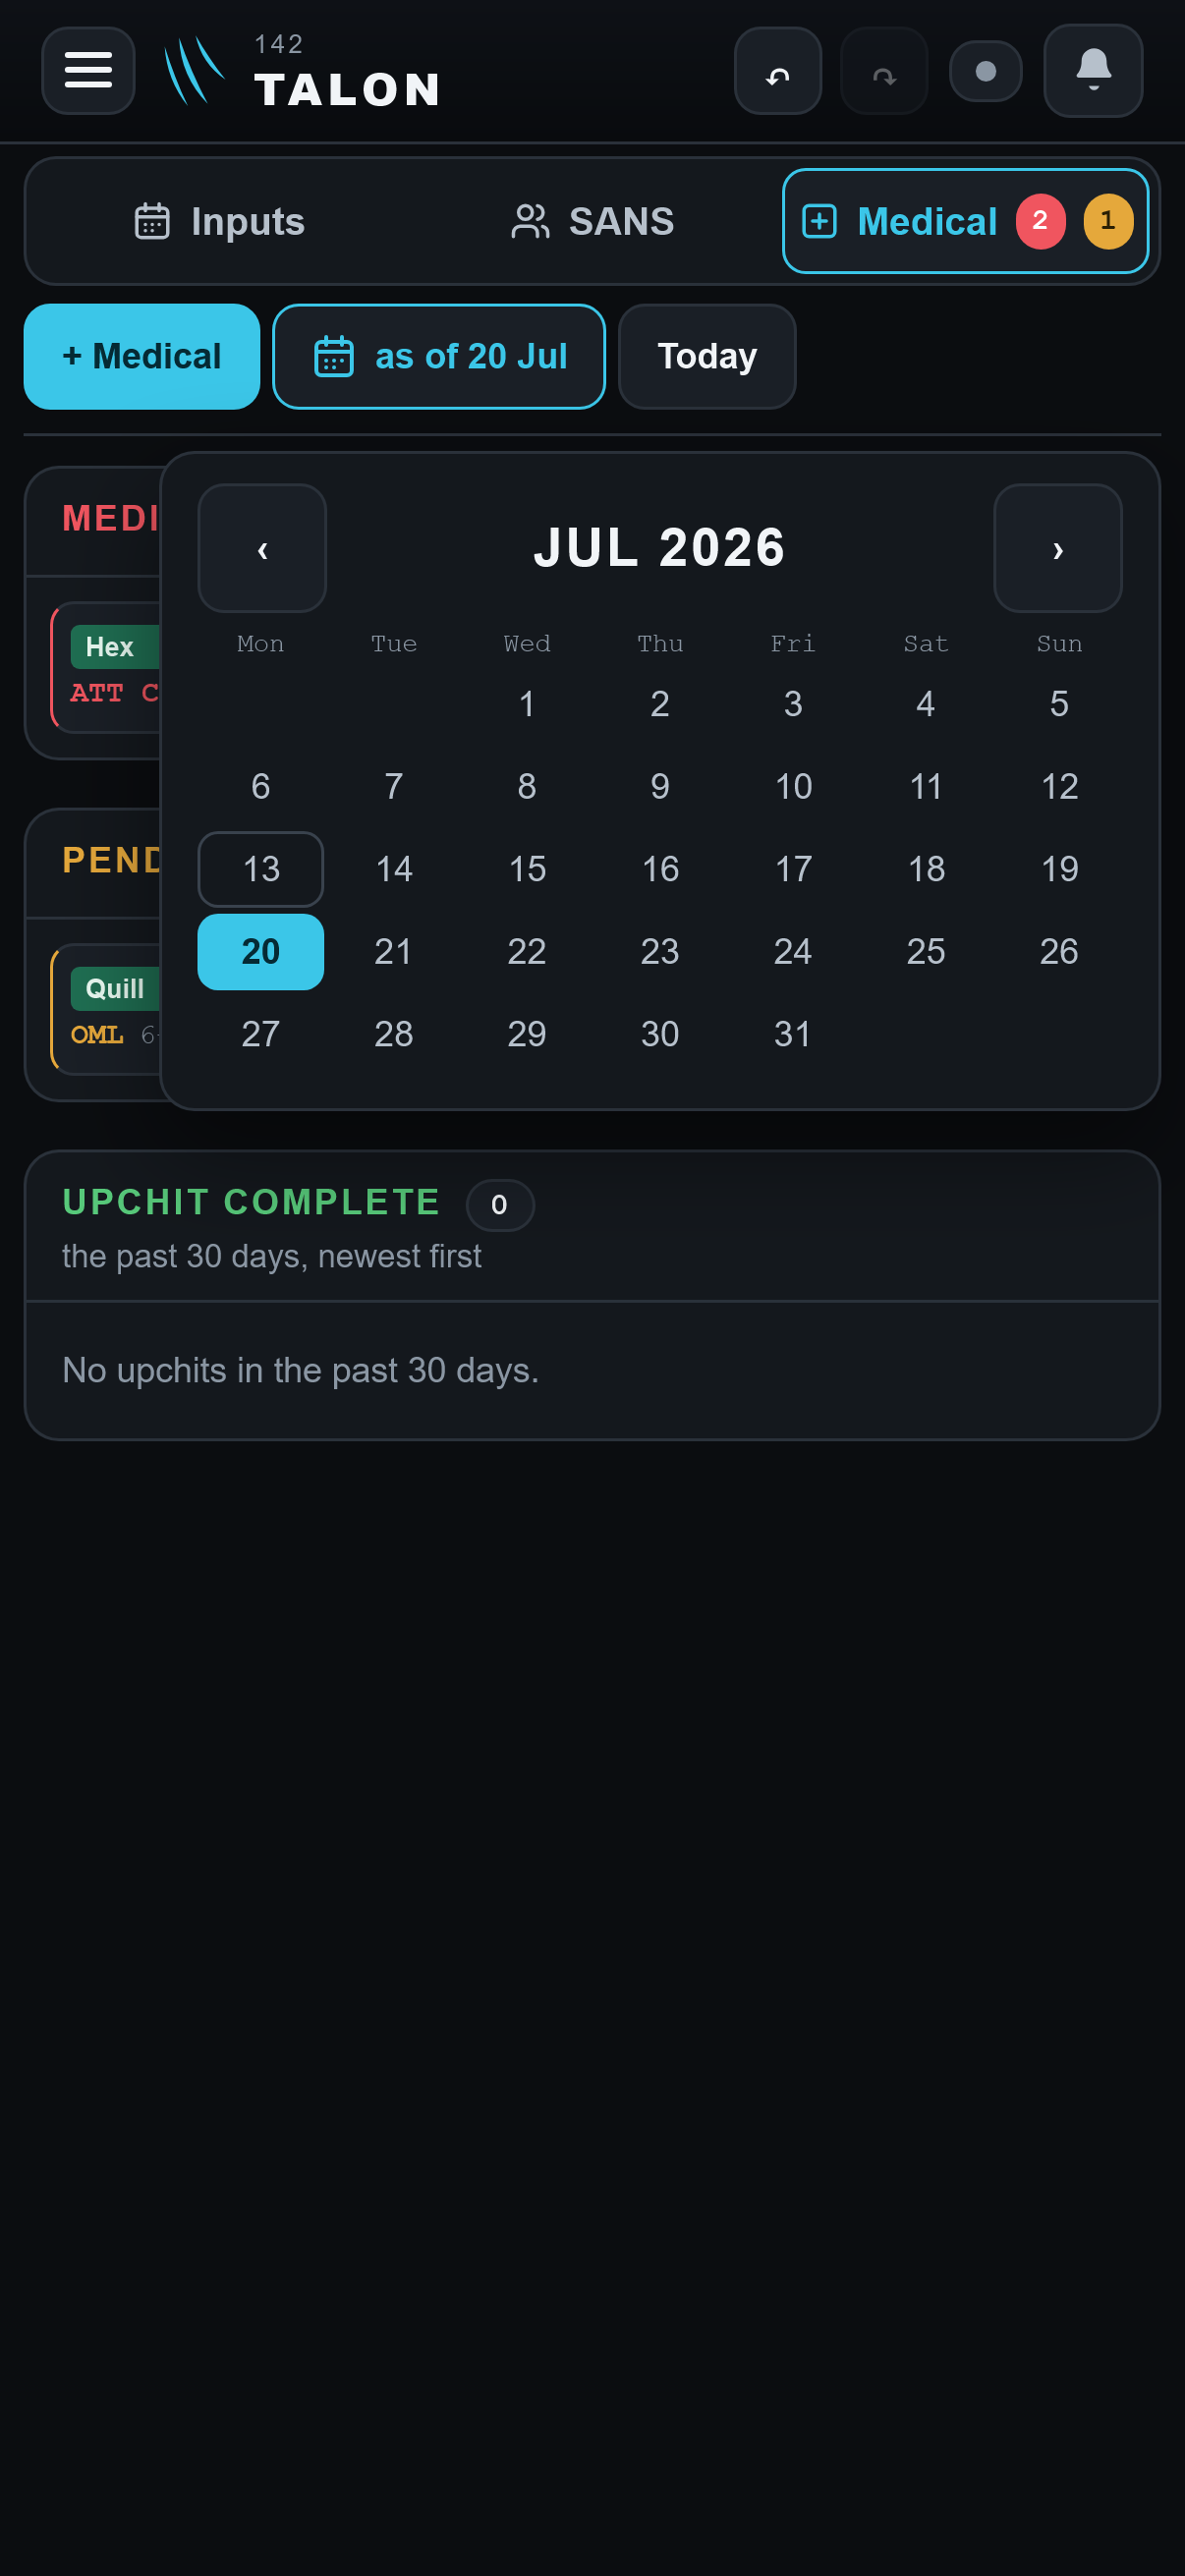 142
TALON
Inputs
SANS
Medical 2 1
+ Medical
as of 20 Jul
Today
MEDI
‹ JUL 2026 ›
Mon Tue Wed Thu Fri Sat Sun
1 2 3 4 5
6 7 8 9 10 11 12
13 14 15 16 17 18 19
20 21 22 23 24 25 26
27 28 29 30 31
Hex
ATT C
PEND
Quill
OML 6
UPCHIT COMPLETE 0
the past 30 days, newest first
No upchits in the past 30 days.